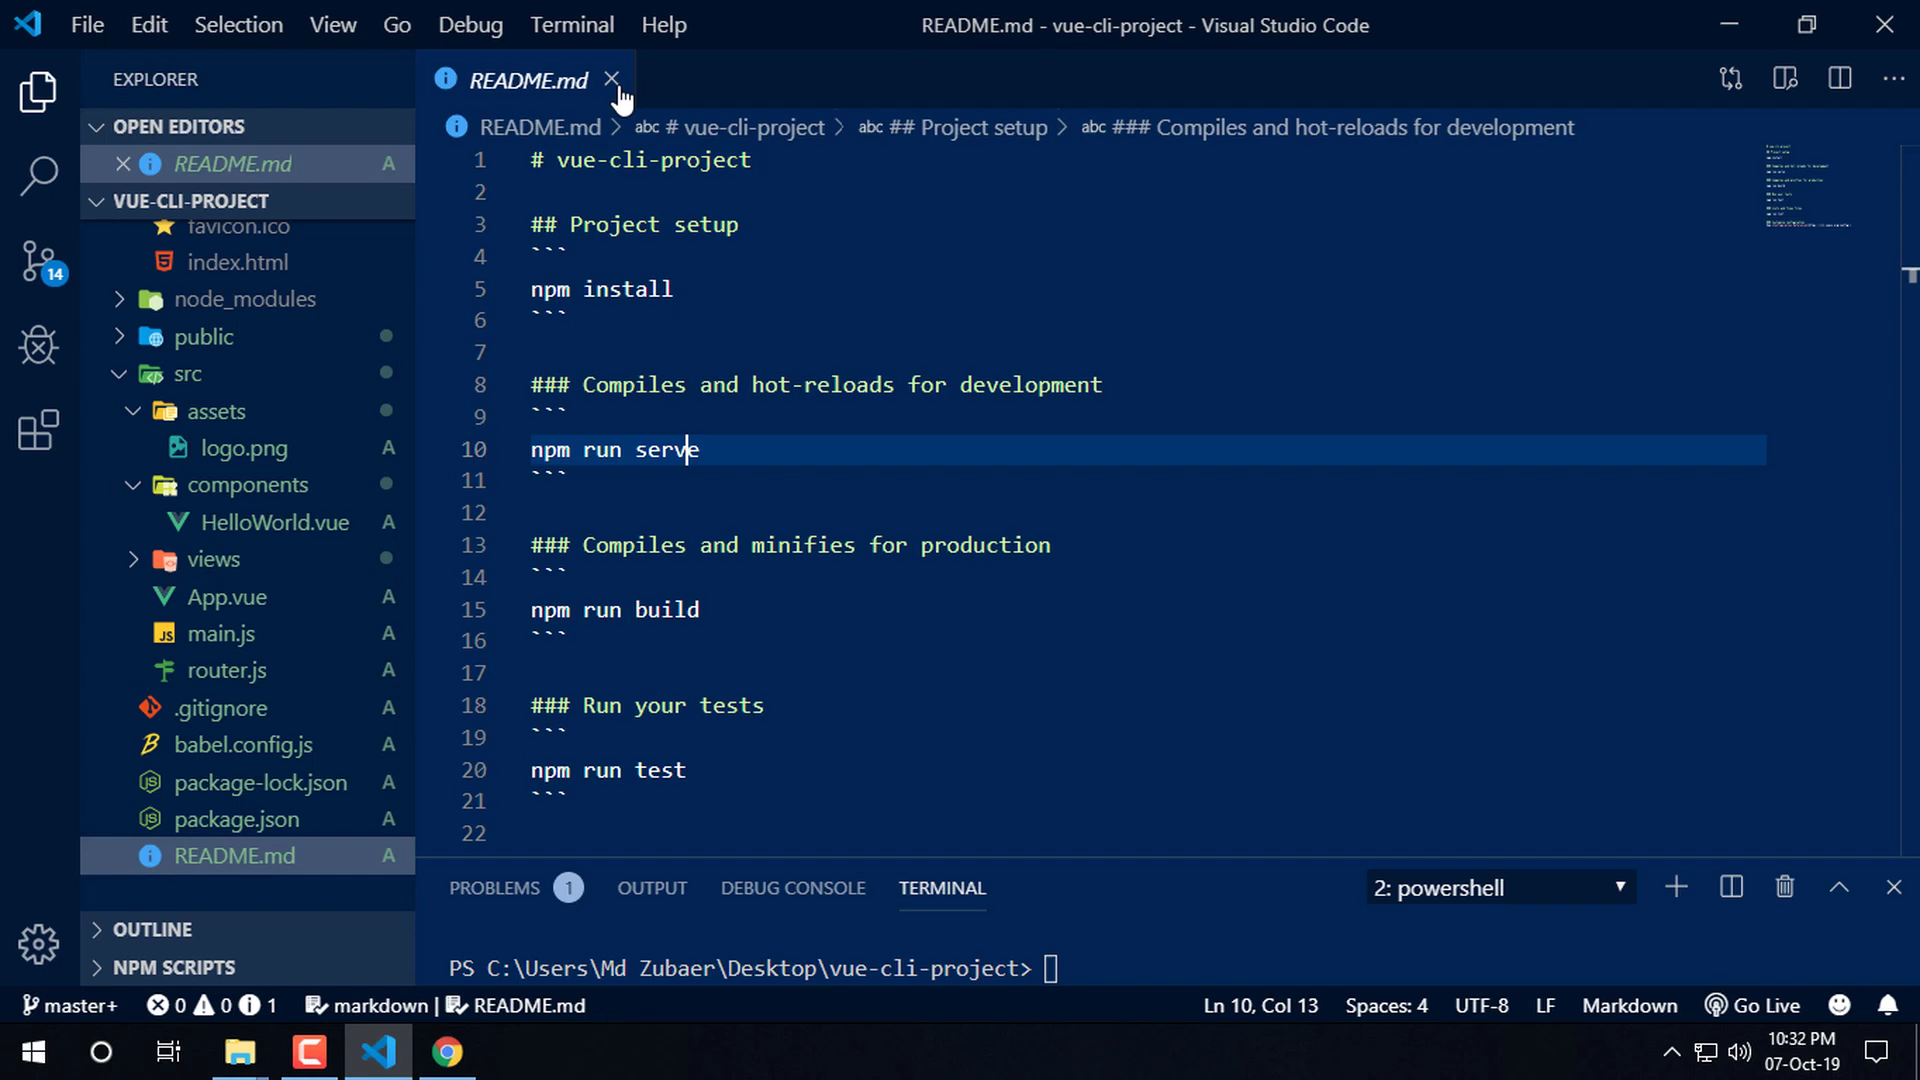 File Edit Selection View Go Debug Terminal Help README.md - vue-cli-project - Visual Studio Code
EXPLORER
OPEN EDITORS
README.md A
VUE-CLI-PROJECT
favicon.ico
index.html
node_modules
public
src
assets
logo.png A
components
HelloWorld.vue A
views
App.vue A
main.js A
router.js A
.gitignore A
babel.config.js A
package-lock.json A
package.json A
README.md A
OUTLINE
NPM SCRIPTS
14
README.md
README.md > # vue-cli-project > ## Project setup > ### Compiles and hot-reloads for development
1 # vue-cli-project
2
3 ## Project setup
4 ```
5 npm install
6 ```
7
8 ### Compiles and hot-reloads for development
9 ```
10 npm run serve
11 ```
12
13 ### Compiles and minifies for production
14 ```
15 npm run build
16 ```
17
18 ### Run your tests
19 ```
20 npm run test
21 ```
22
PROBLEMS 1 OUTPUT DEBUG CONSOLE TERMINAL 2: powershell
PS C:\Users\Md Zubaer\Desktop\vue-cli-project>
master+ 0 0 1 markdown | README.md Ln 10, Col 13 Spaces: 4 UTF-8 LF Markdown Go Live
10:32 PM
07-Oct-19